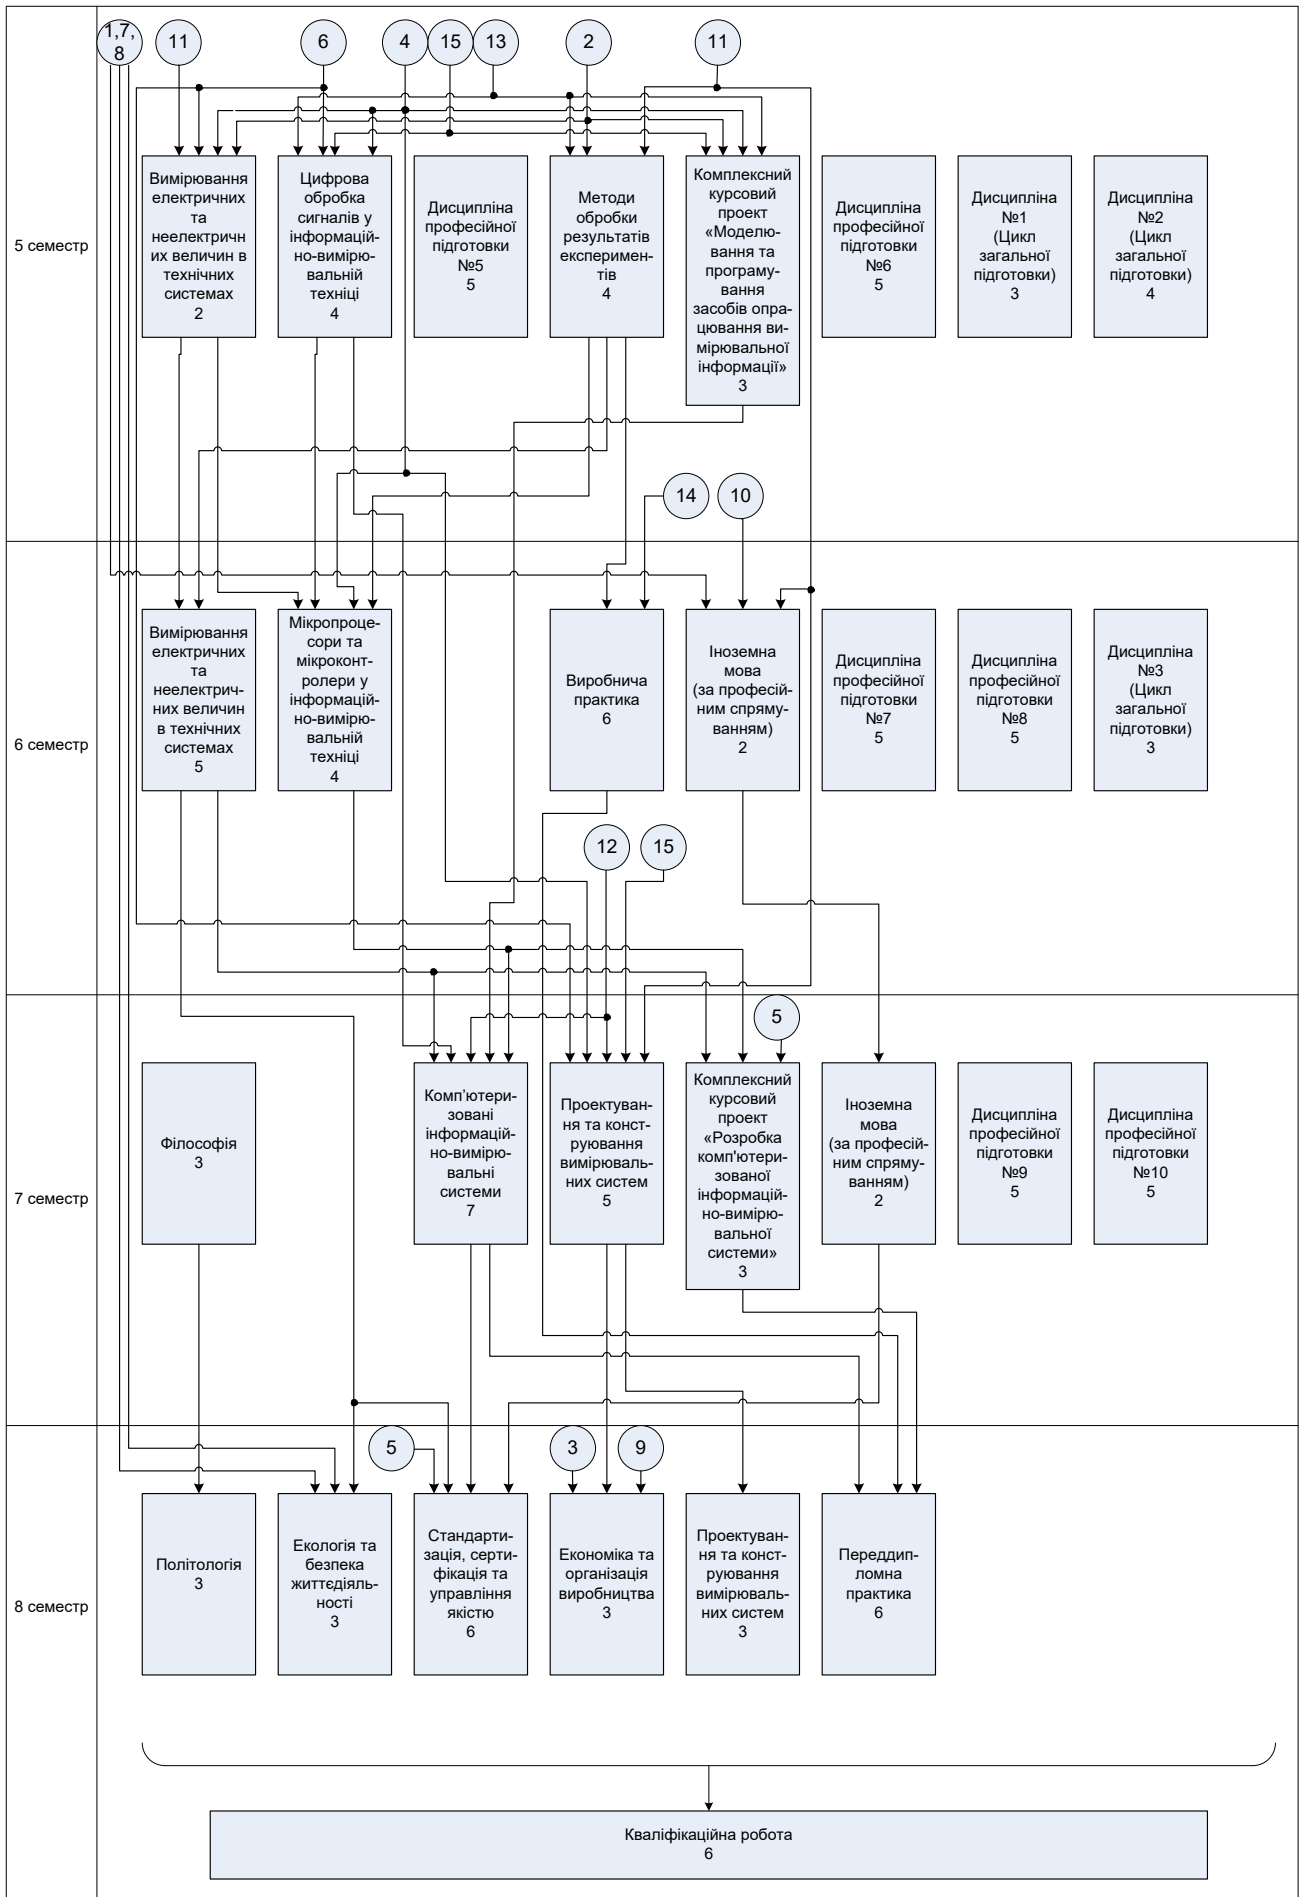 1,7,
8
11
6
4
15
13
2
11
5 семестр
Вимірювання
електричних
та
неелектричн
их величин в
технічних
системах
2
Цифрова
обробка
сигналів у
інформацій-
но-вимірю-
вальній
техніці
4
Дисципліна
професійної
підготовки
№5
5
Методи
обробки
результатів
експеримен-
тів
4
Комплексний
курсовий
проект
«Моделю-
вання та
програму-
вання
засобів опра-
цювання ви-
мірювальної
інформації»
3
Дисципліна
професійної
підготовки
№6
5
Дисципліна
№1
(Цикл
загальної
підготовки)
3
Дисципліна
№2
(Цикл
загальної
підготовки)
4
14
10
6 семестр
Вимірювання
електричних
та
неелектрич-
них величин
в технічних
системах
5
Мікропроце-
сори та
мікроконт-
ролери у
інформацій-
но-вимірю-
вальній
техніці
4
Виробнича
практика
6
Іноземна
мова
(за професій-
ним спряму-
ванням)
2
Дисципліна
професійної
підготовки
№7
5
Дисципліна
професійної
підготовки
№8
5
Дисципліна
№3
(Цикл
загальної
підготовки)
3
12
15
5
7 семестр
Філософія
3
Комп'ютери-
зовані
інформацій-
но-вимірю-
вальні
системи
7
Проектуван-
ня та конст-
руювання
вимірюваль-
них систем
5
Комплексний
курсовий
проект
«Розробка
комп'ютери-
зованої
інформацій-
но-вимірю-
вальної
системи»
3
Іноземна
мова
(за професій-
ним спряму-
ванням)
2
Дисципліна
професійної
підготовки
№9
5
Дисципліна
професійної
підготовки
№10
5
5
3
9
8 семестр
Політологія
3
Екологія та
безпека
життєдіяль-
ності
3
Стандарти-
зація, серти-
фікація та
управління
якістю
6
Економіка та
організація
виробництва
3
Проектуван-
ня та конст-
руювання
вимірюваль-
них систем
3
Переддип-
ломна
практика
6
Кваліфікаційна робота
6